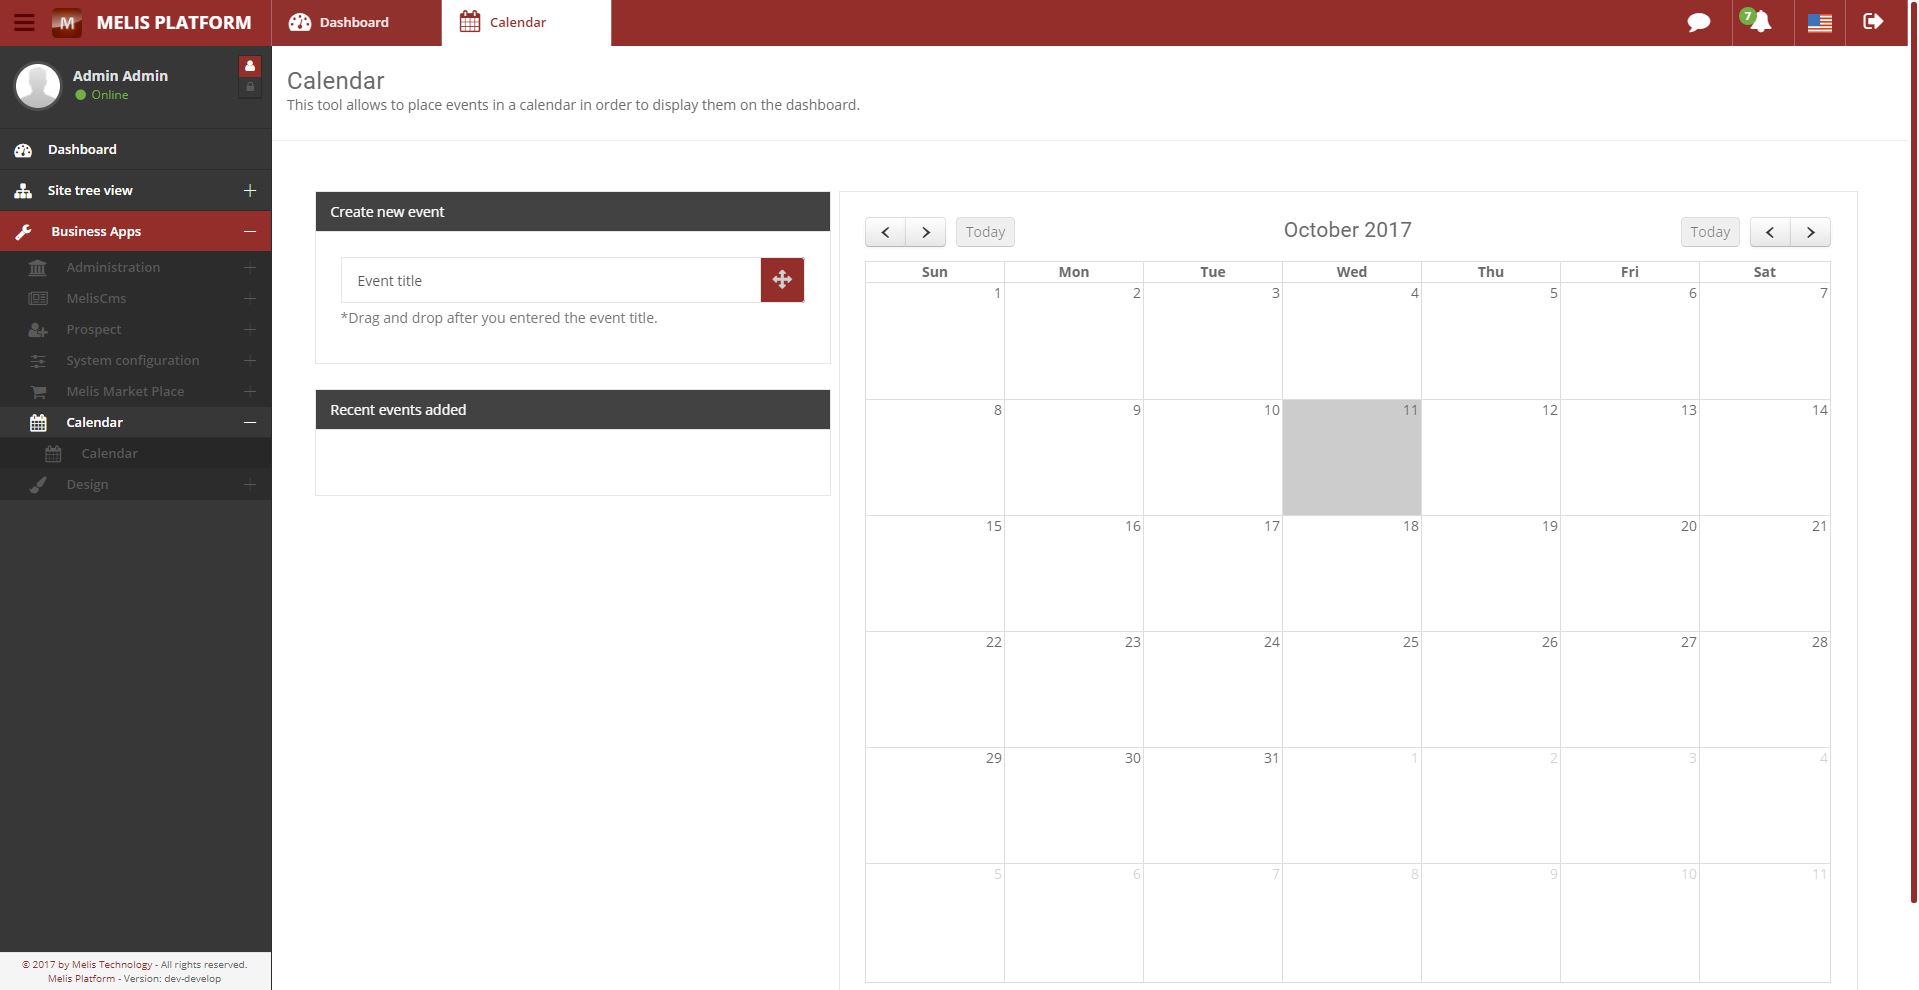 MELIS PLATFORM
Dashboard
Calendar
7
Admin Admin
Online
Dashboard
Site tree view
Business Apps
Administration
MelisCms
Prospect
System configuration
Melis Market Place
Calendar
Calendar
Design
© 2017 by Melis Technology - All rights reserved.
Melis Platform - Version: dev-develop
Calendar
This tool allows to place events in a calendar in order to display them on the dashboard.
Create new event
Event title
*Drag and drop after you entered the event title.
Recent events added
Today October 2017 Today
Sun Mon Tue Wed Thu Fri Sat
1 2 3 4 5 6 7
8 9 10 11 12 13 14
15 16 17 18 19 20 21
22 23 24 25 26 27 28
29 30 31 1 2 3 4
5 6 7 8 9 10 11